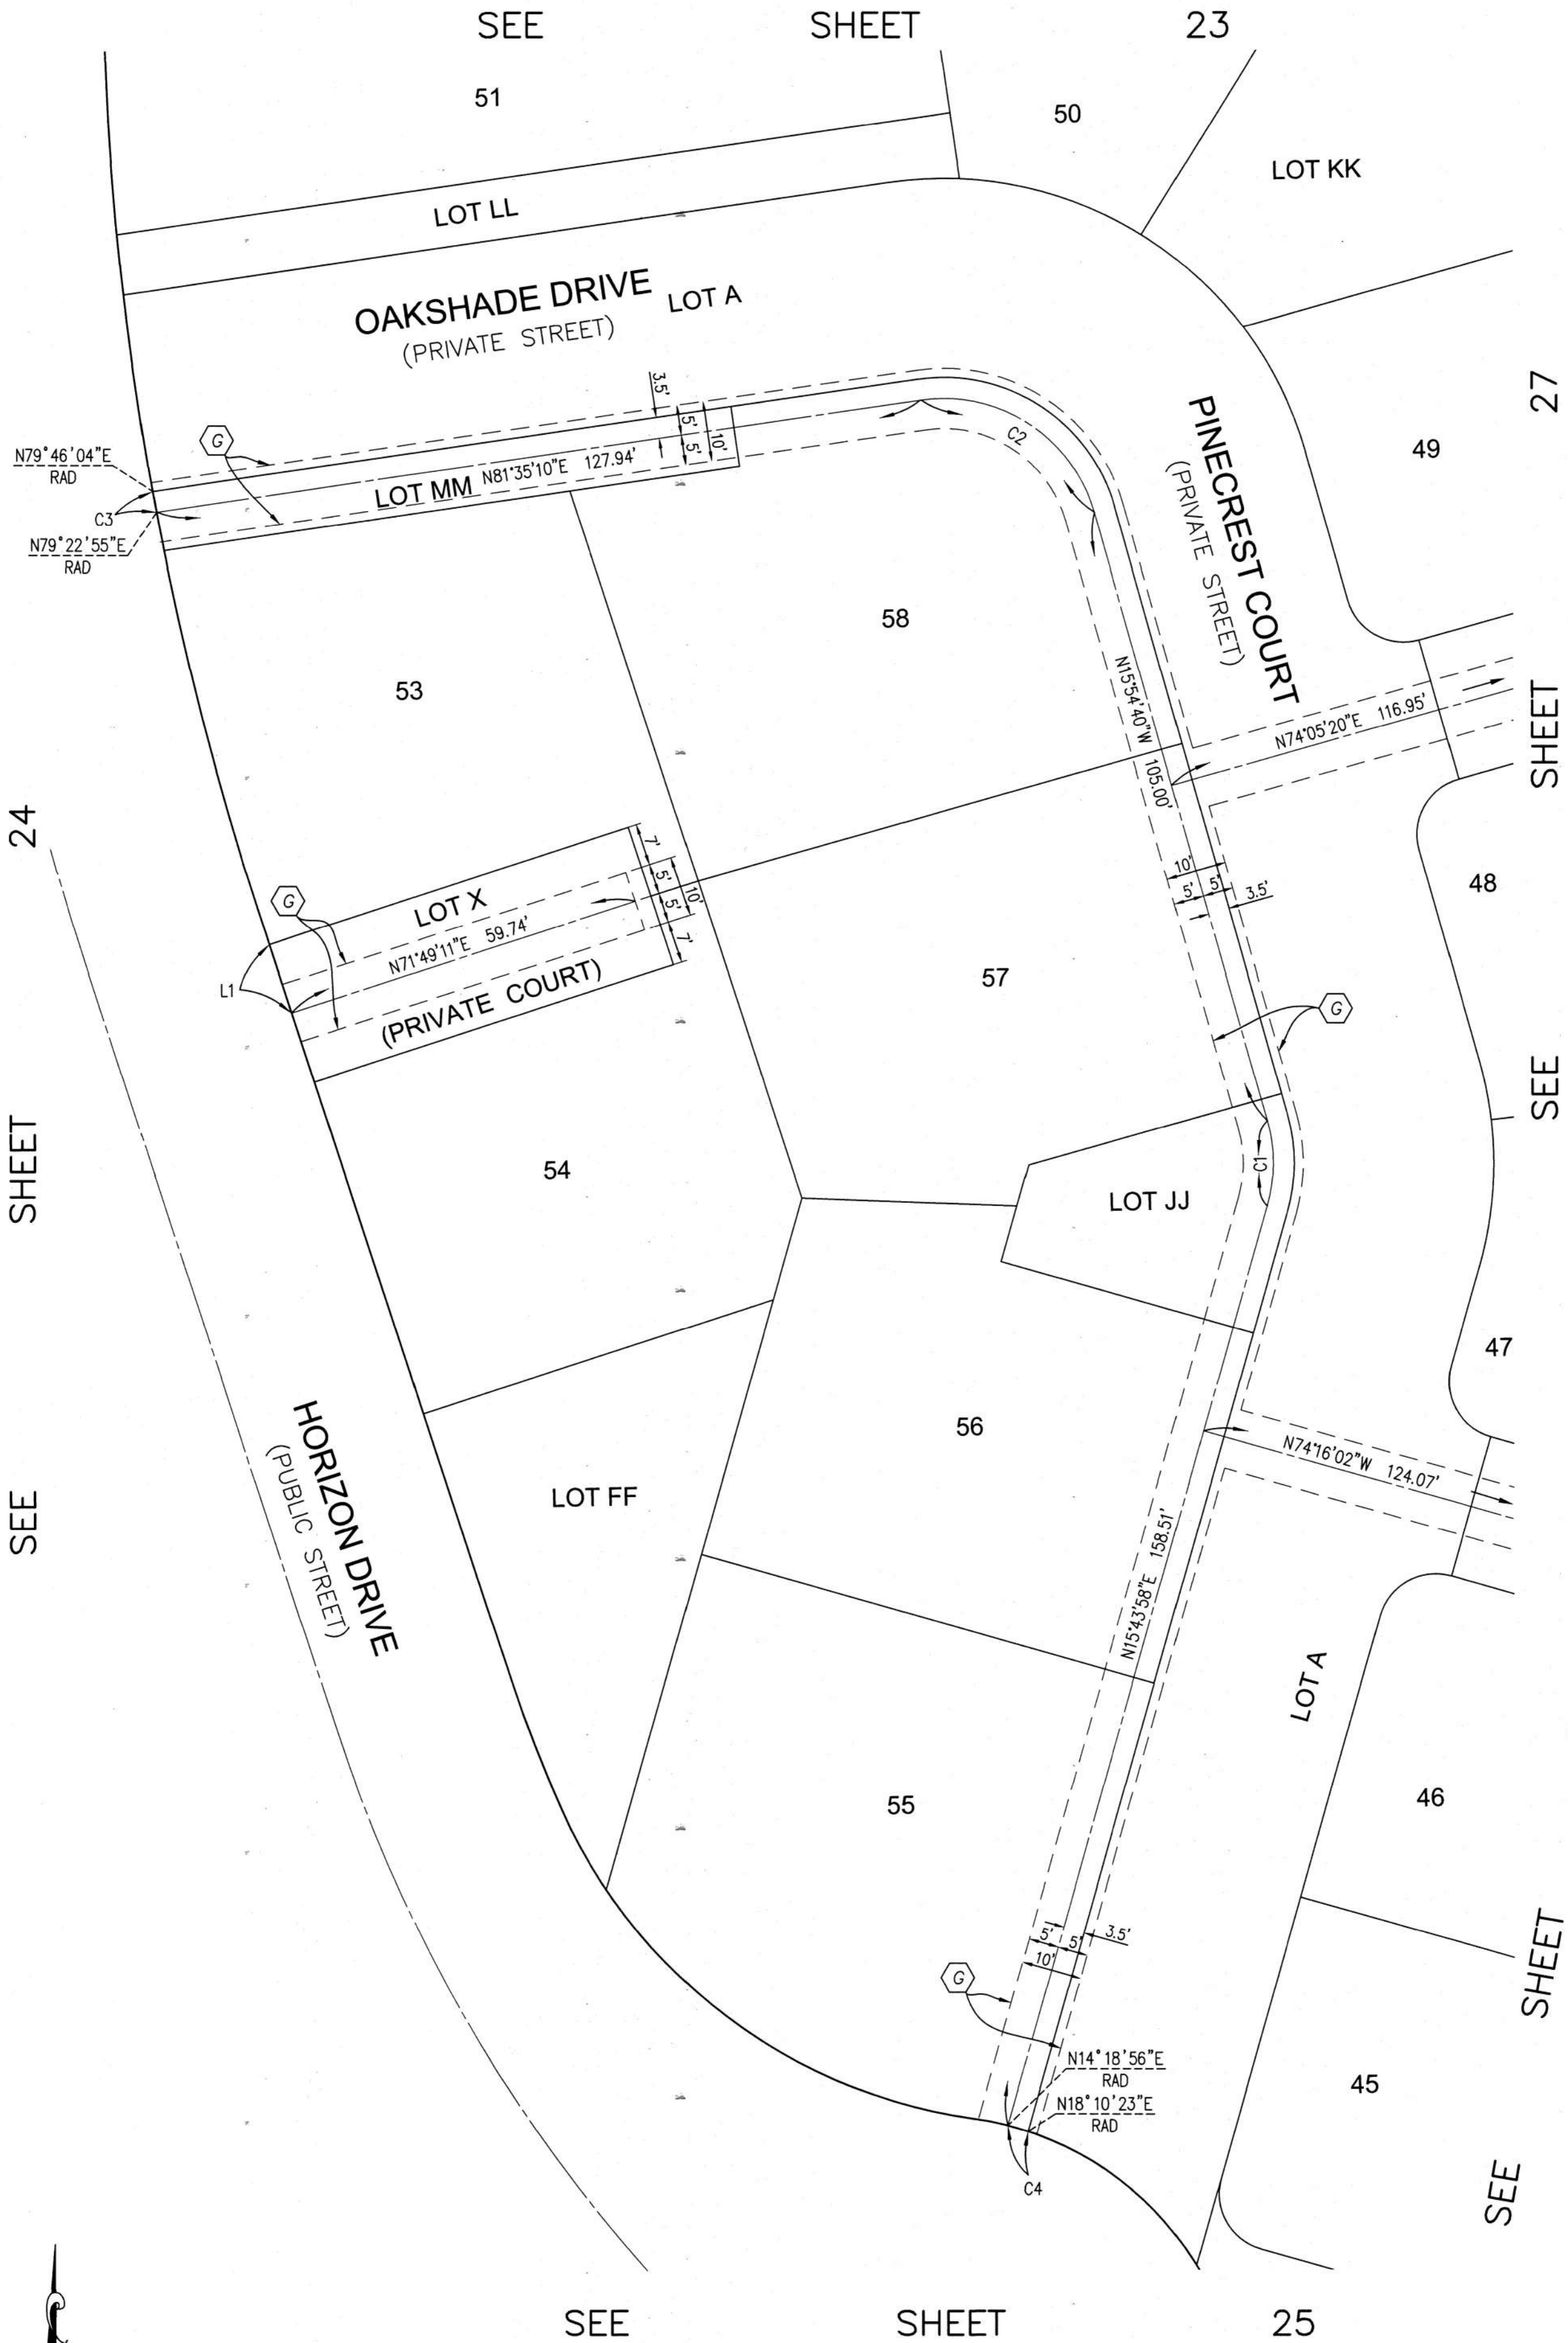 SEE SHEET 23
51
50
LOT KK
LOT LL
OAKSHADE DRIVE
(PRIVATE STREET)
LOT A
27
SHEET
SEE
3.5'
5'
10'
5'
G
N79°46'04"E
RAD
C3
N79°22'55"E
RAD
LOT MM
N81°35'10"E 127.94'
C2
PINECREST COURT
(PRIVATE STREET)
49
58
53
N15°54'40"W 105.00'
N74°05'20"E 116.95'
24
SHEET
SEE
7'
5'
10'
5'
7'
G
LOT X
N71°49'11"E 59.74'
(PRIVATE COURT)
L1
10'
5'
5'
3.5'
48
57
G
54
C1
LOT JJ
47
56
N74°16'02"W 124.07'
HORIZON DRIVE
(PUBLIC STREET)
LOT FF
N15°43'58"E 158.51'
LOT A
55
46
5'
5'
3.5'
10'
G
N14°18'56"E
RAD
N18°10'23"E
RAD
C4
45
SHEET
SEE
SEE SHEET 25